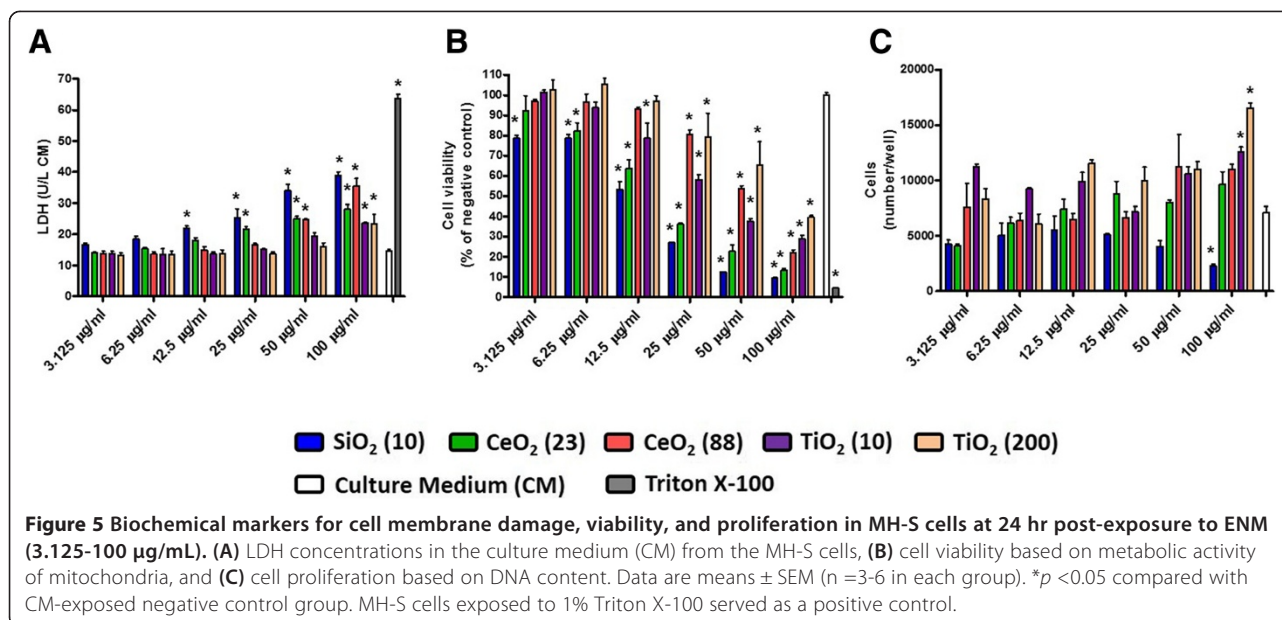 A
LDH (U/L CM)
70
60
50
40
30
20
10
0
3.125 µg/ml
6.25 µg/ml
12.5 µg/ml
25 µg/ml
50 µg/ml
100 µg/ml
* * * * * * * * * * * *
B
Cell viability
(% of negative control)
110
100
90
80
70
60
50
40
30
20
10
0
3.125 µg/ml
6.25 µg/ml
12.5 µg/ml
25 µg/ml
50 µg/ml
100 µg/ml
C
Cells
(number/well)
20000
15000
10000
5000
0
3.125 µg/ml
6.25 µg/ml
12.5 µg/ml
25 µg/ml
50 µg/ml
100 µg/ml
* * *
SiO₂ (10) CeO₂ (23) CeO₂ (88) TiO₂ (10) TiO₂ (200)
Culture Medium (CM) Triton X-100
Figure 5 Biochemical markers for cell membrane damage, viability, and proliferation in MH-S cells at 24 hr post-exposure to ENM
(3.125-100 µg/mL). (A) LDH concentrations in the culture medium (CM) from the MH-S cells, (B) cell viability based on metabolic activity
of mitochondria, and (C) cell proliferation based on DNA content. Data are means ± SEM (n =3-6 in each group). *p <0.05 compared with
CM-exposed negative control group. MH-S cells exposed to 1% Triton X-100 served as a positive control.